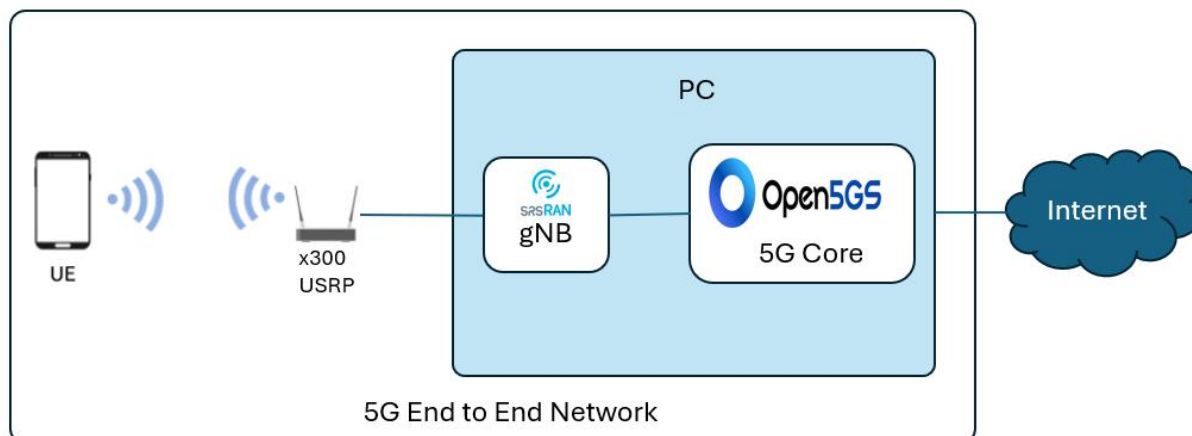 PC
srsRAN
gNB
Open5GS
5G Core
Internet
UE
x300
USRP
5G End to End Network